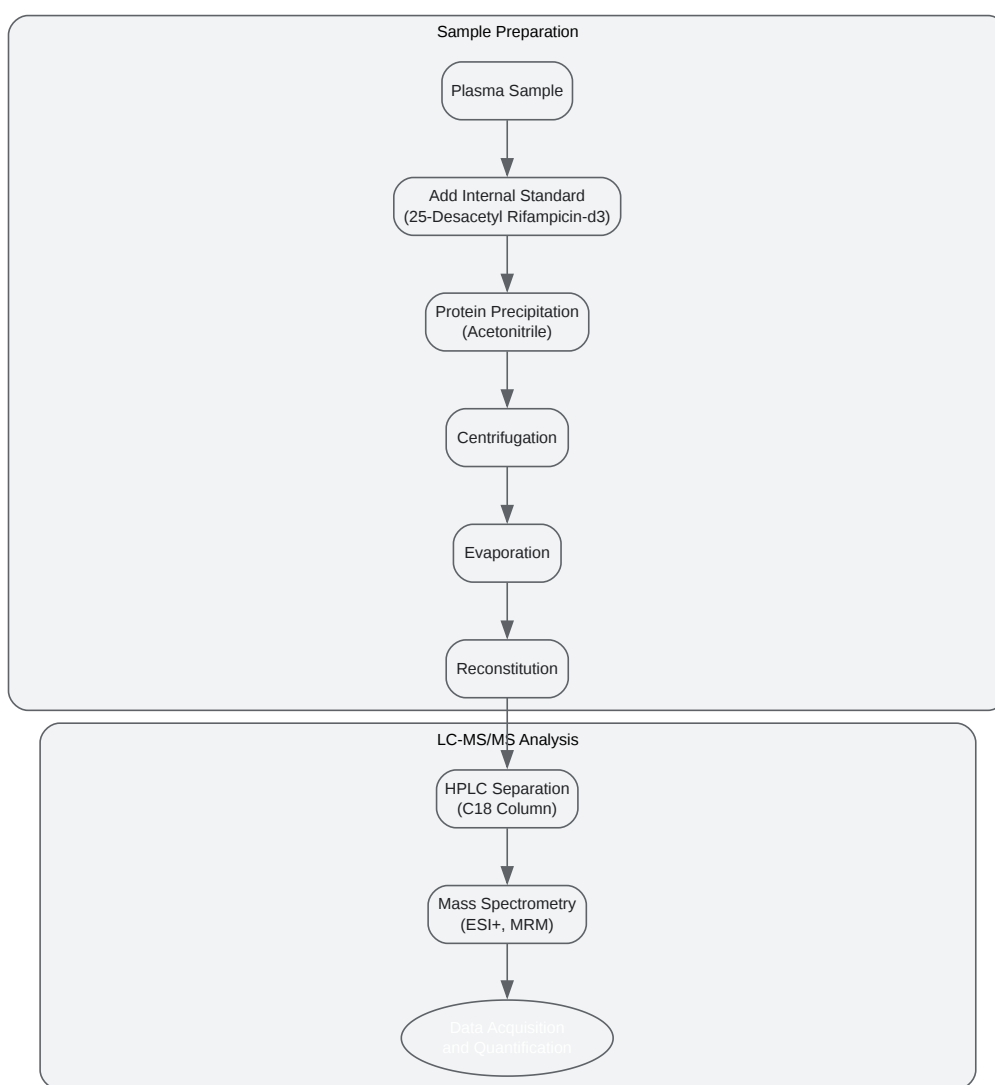 Sample Preparation
Plasma Sample
Add Internal Standard
(25-Desacetyl Rifampicin-d3)
Protein Precipitation
(Acetonitrile)
Centrifugation
Evaporation
Reconstitution
LC-MS/MS Analysis
HPLC Separation
(C18 Column)
Mass Spectrometry
(ESI+, MRM)
Data Acquisition
and Quantification